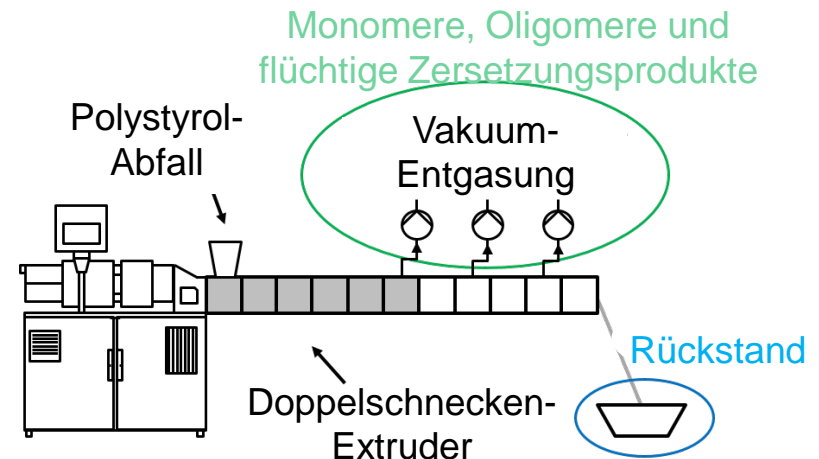 Monomere, Oligomere und
flüchtige Zersetzungsprodukte
Polystyrol-
Abfall
Vakuum-
Entgasung
Rückstand
Doppelschnecken-
Extruder